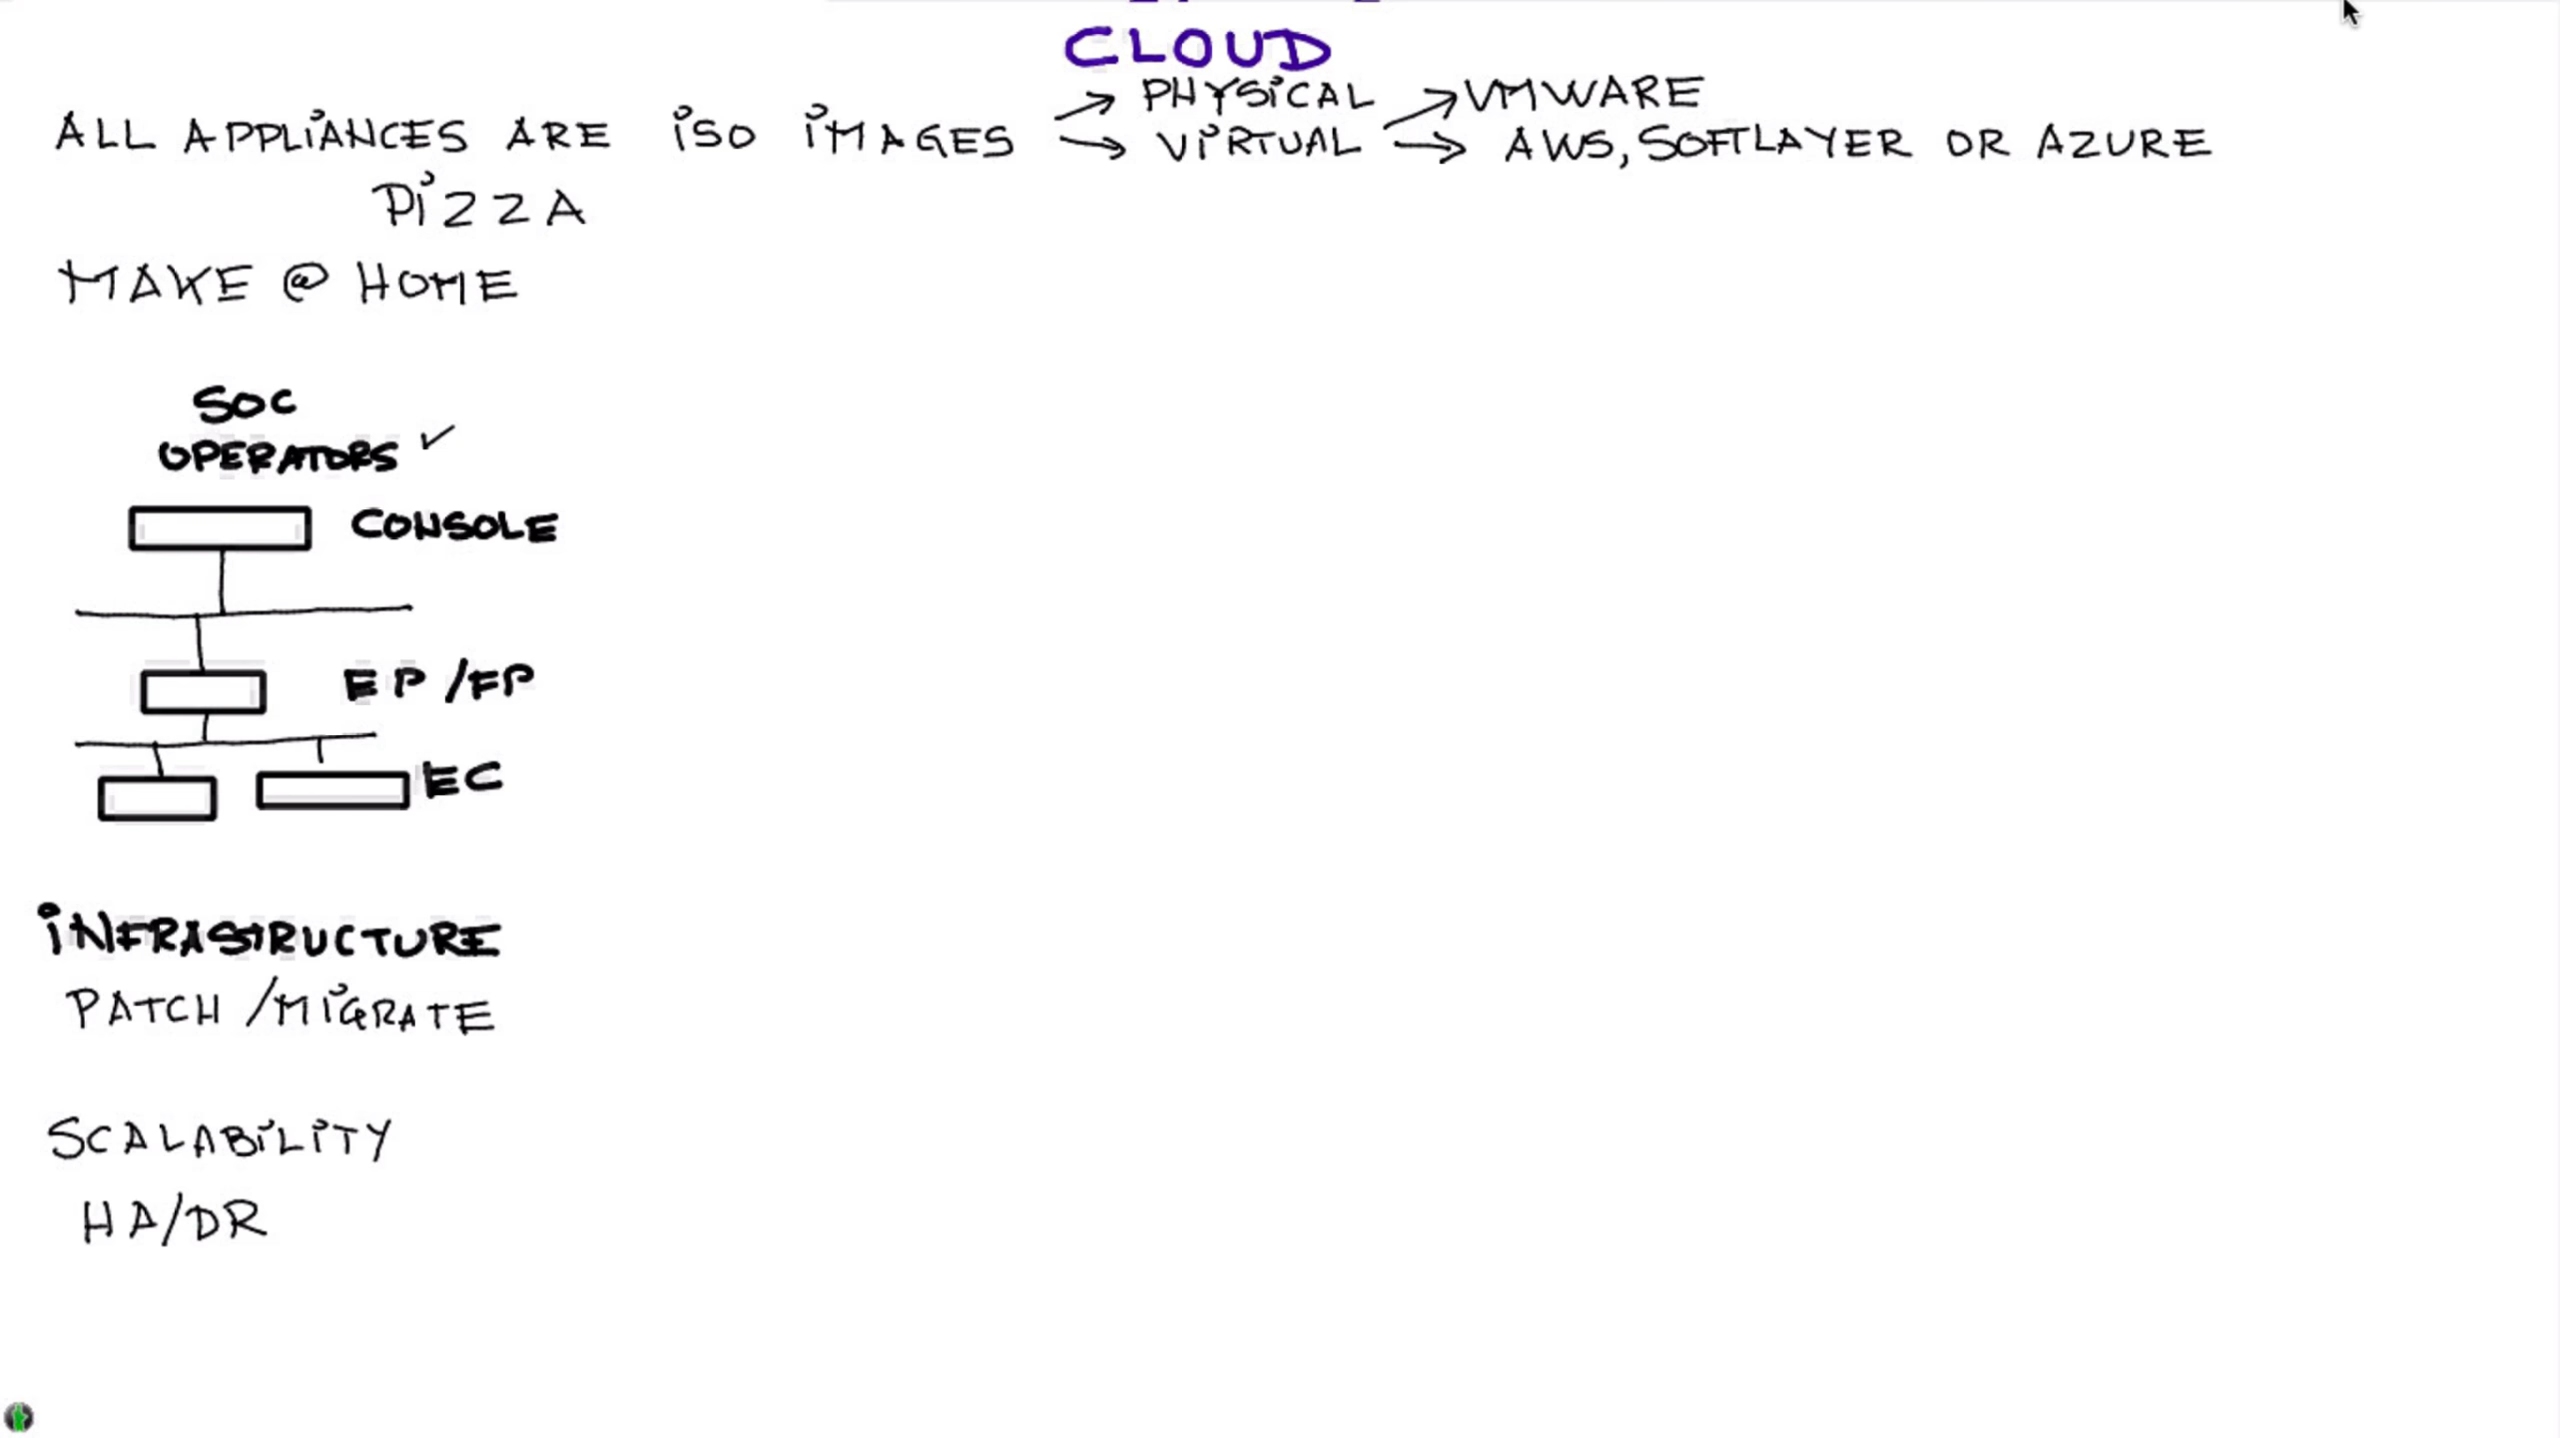 CLOUD
ALL APPLIANCES ARE ISO IMAGES → PHYSICAL → VMWARE
→ VIRTUAL → AWS, SOFTLAYER OR AZURE
PIZZA
MAKE @ HOME
SOC
OPERATORS ✓
CONSOLE
EP/FP
EC
INFRASTRUCTURE
PATCH/MIGRATE
SCALABILITY
HA/DR